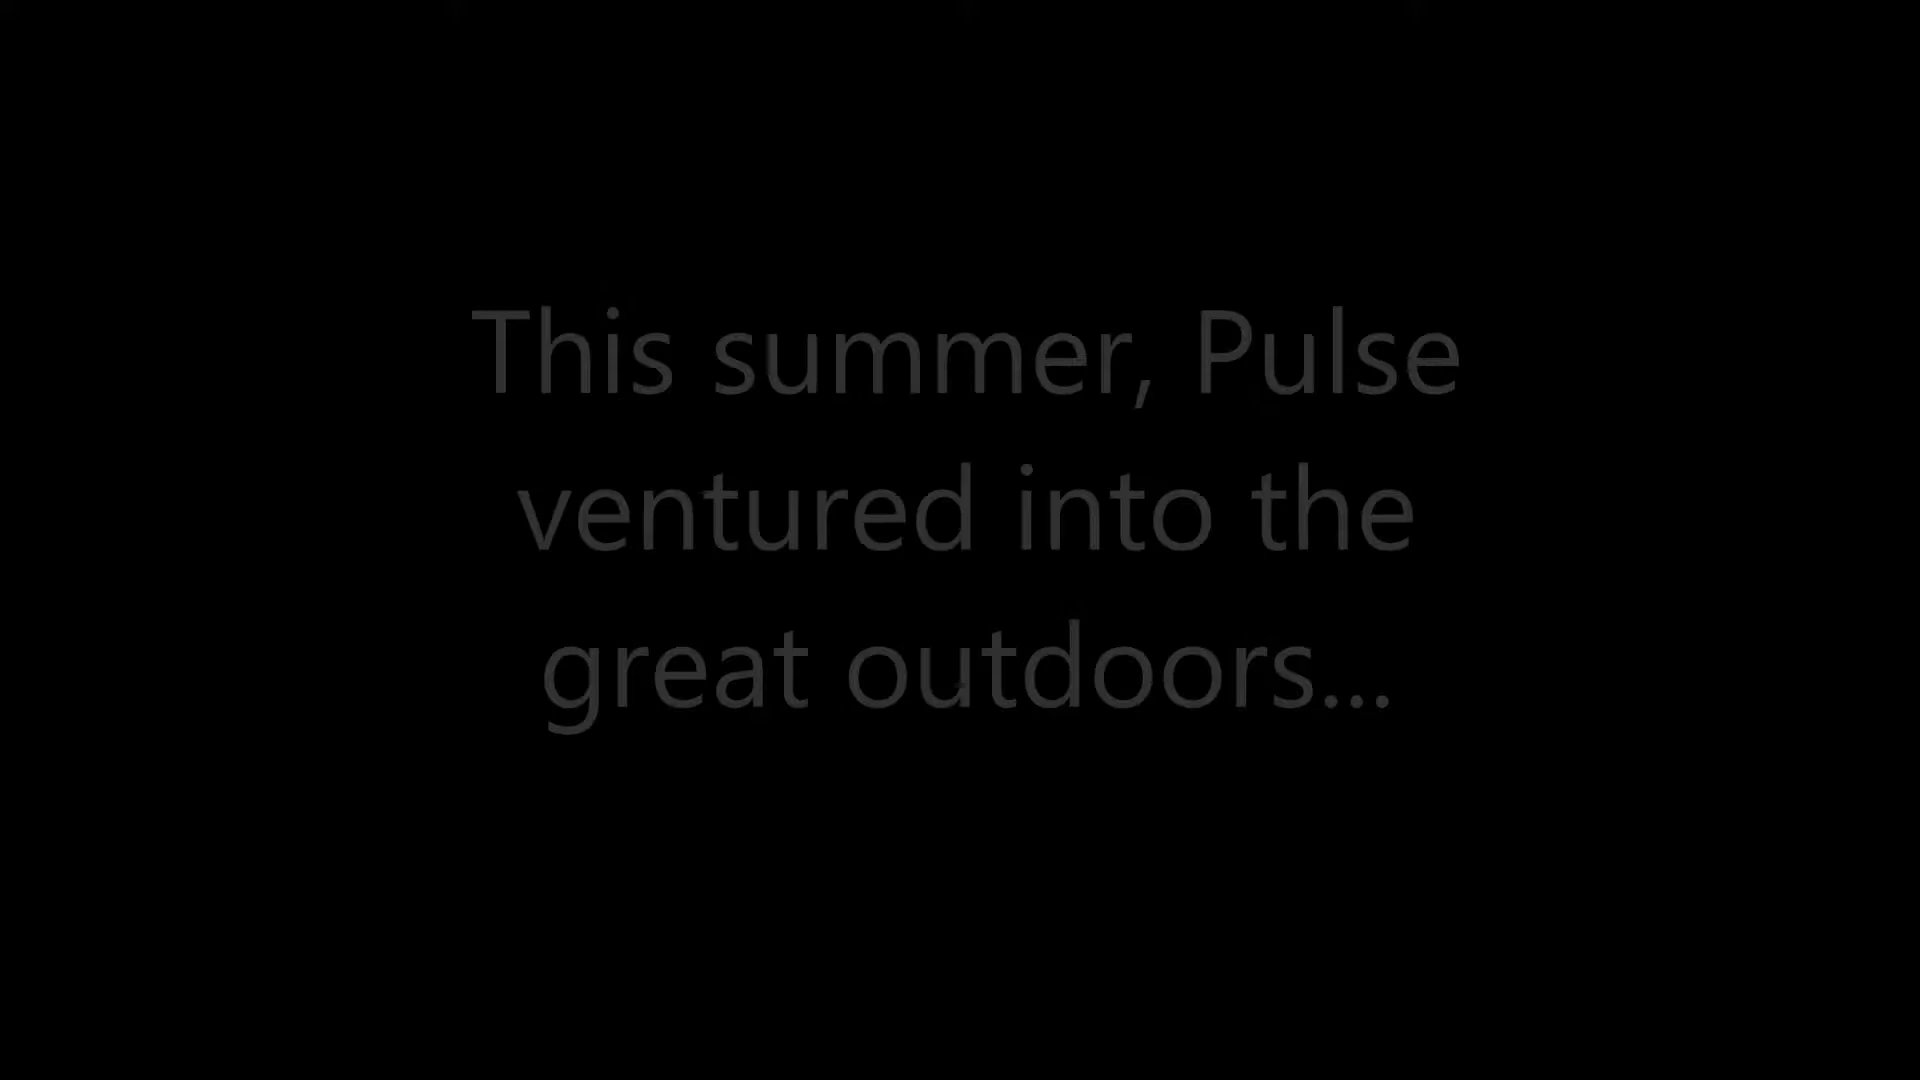 This summer, Pulse
ventured into the
great outdoors...